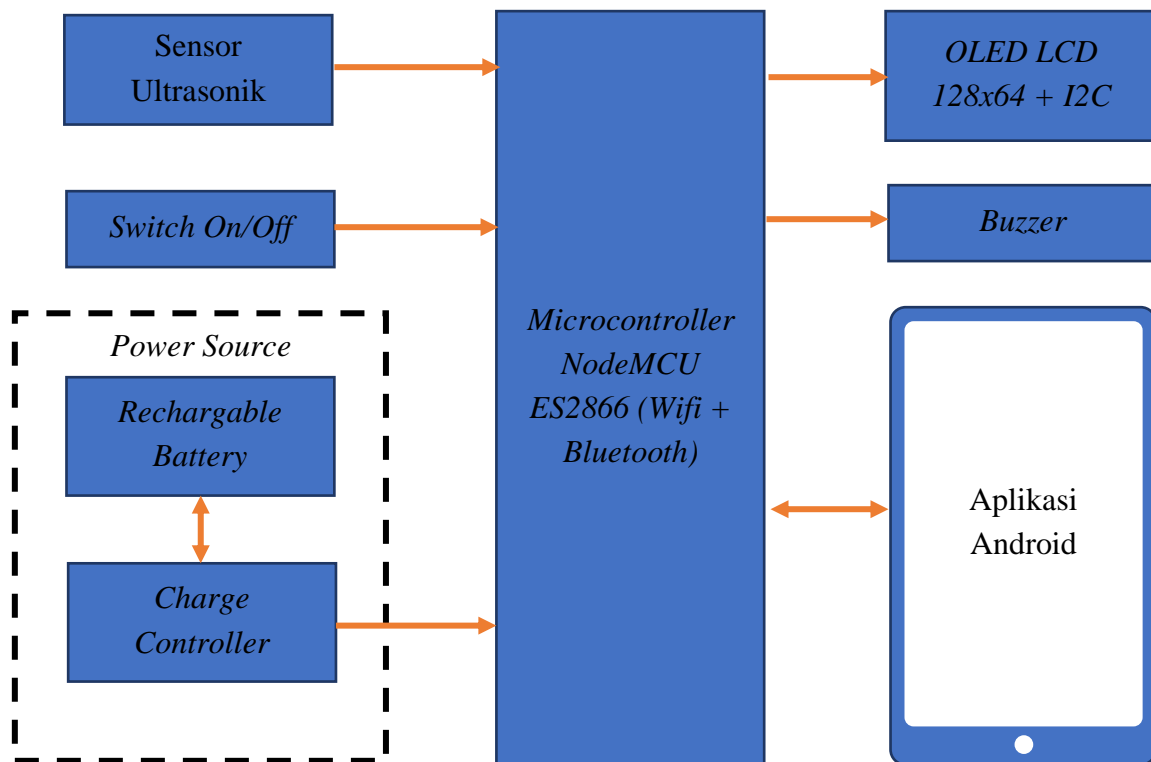 Sensor
Ultrasonik
Switch On/Off
Power Source
Rechargable
Battery
Charge
Controller
Microcontroller
NodeMCU
ES2866 (Wifi +
Bluetooth)
OLED LCD
128x64 + I2C
Buzzer
Aplikasi
Android